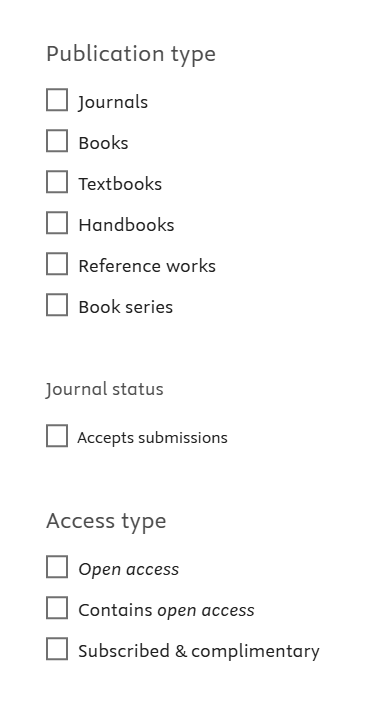 Publication type
Journals
Books
Textbooks
Handbooks
Reference works
Book series
Journal status
Accepts submissions
Access type
Open access
Contains open access
Subscribed & complimentary